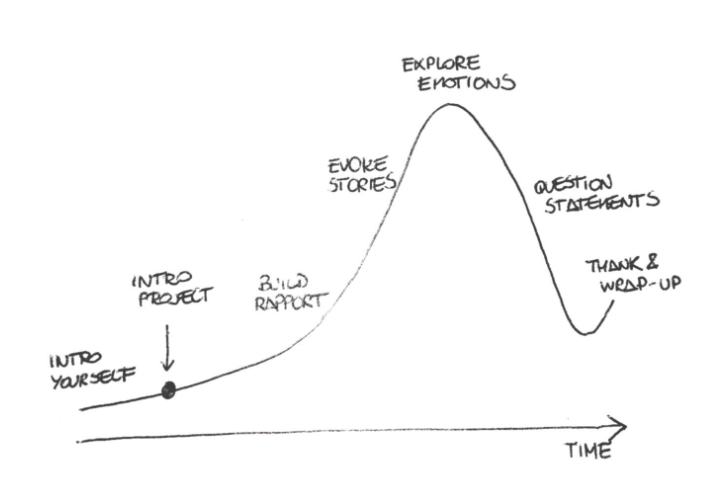 EXPLORE
EMOTIONS
EVOKE
STORIES
QUESTION
STATEMENTS
INTRO
PROJECT
BUILD
RAPPORT
THANK &
WRAP-UP
INTRO
YOURSELF
TIME